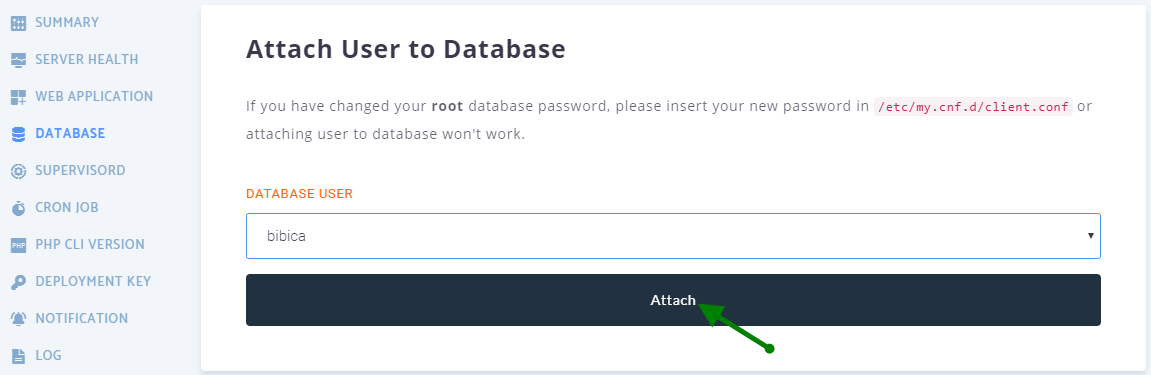 SUMMARY
SERVER HEALTH
WEB APPLICATION
DATABASE
SUPERVISORD
CRON JOB
PHP PHP CLI VERSION
DEPLOYMENT KEY
NOTIFICATION
LOG
Attach User to Database
If you have changed your root database password, please insert your new password in /etc/my.cnf.d/client.conf or
attaching user to database won't work.
DATABASE USER
bibica
Attach